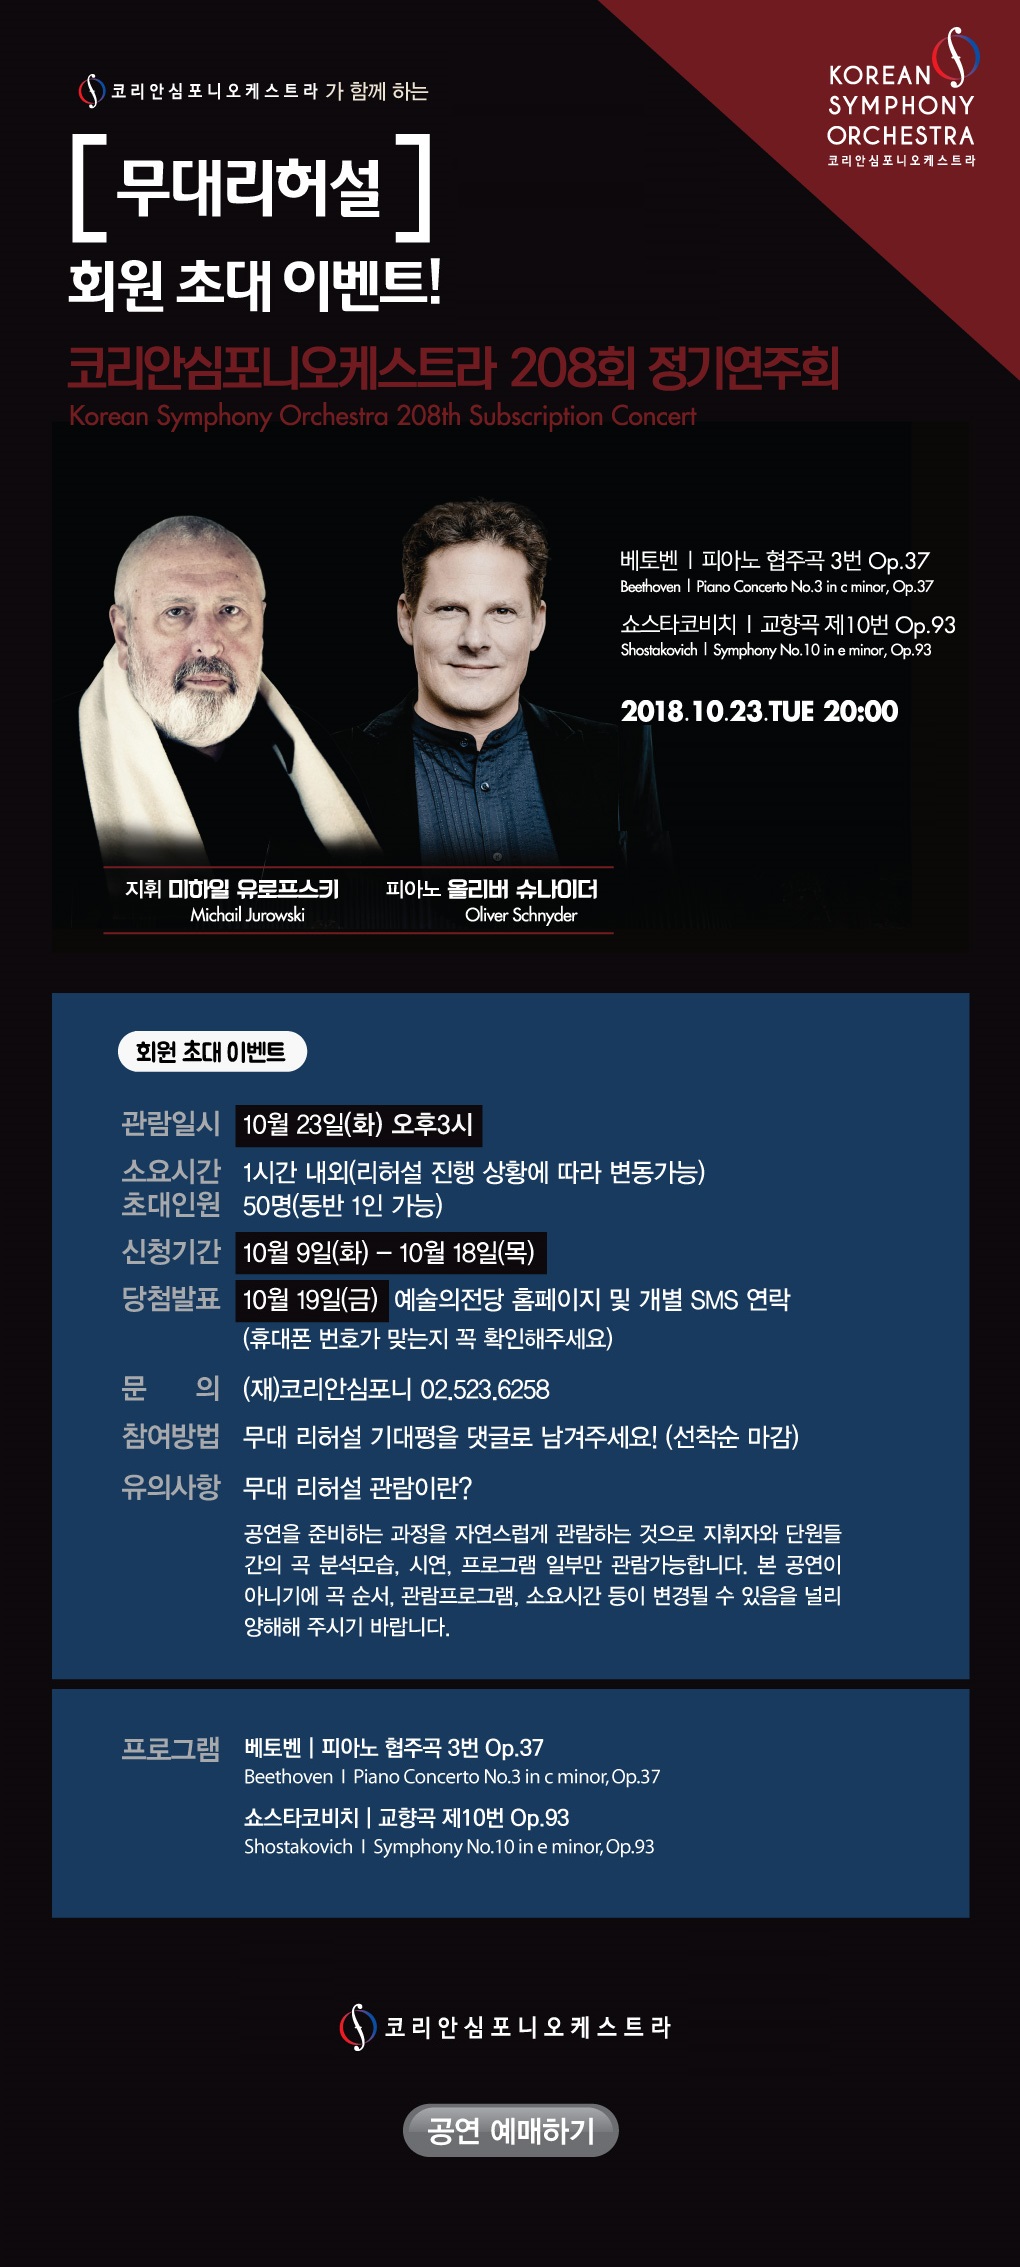 코리안심포니오케스트라가 함께 하는
KOREAN
SYMPHONY
ORCHESTRA
코리안심포니오케스트라
[무대리허설]
회원 초대 이벤트!
코리안심포니오케스트라 208회 정기연주회
Korean Symphony Orchestra 208th Subscription Concert
베토벤 | 피아노 협주곡 3번 Op.37
Beethoven | Piano Concerto No.3 in c minor, Op.37
쇼스타코비치 | 교향곡 제10번 Op.93
Shostakovich | Symphony No.10 in e minor, Op.93
2018.10.23.TUE 20:00
지휘 미하일 유로프스키
Michail Jurowski
피아노 올리버 슈나이더
Oliver Schnyder
회원 초대 이벤트
관람일시 10월 23일(화) 오후3시
소요시간 1시간 내외(리허설 진행 상황에 따라 변동가능)
초대인원 50명(동반 1인 가능)
신청기간 10월 9일(화) – 10월 18일(목)
당첨발표 10월 19일(금) 예술의전당 홈페이지 및 개별 SMS 연락
(휴대폰 번호가 맞는지 꼭 확인해주세요)
문 의 (재)코리안심포니 02.523.6258
참여방법 무대 리허설 기대평을 댓글로 남겨주세요! (선착순 마감)
유의사항 무대 리허설 관람이란?
공연을 준비하는 과정을 자연스럽게 관람하는 것으로 지휘자와 단원들
간의 곡 분석모습, 시연, 프로그램 일부만 관람가능합니다. 본 공연이
아니기에 곡 순서, 관람프로그램, 소요시간 등이 변경될 수 있음을 널리
양해해 주시기 바랍니다.
프로그램 베토벤 | 피아노 협주곡 3번 Op.37
Beethoven | Piano Concerto No.3 in c minor, Op.37
쇼스타코비치 | 교향곡 제10번 Op.93
Shostakovich | Symphony No.10 in e minor, Op.93
코리안심포니오케스트라
공연 예매하기